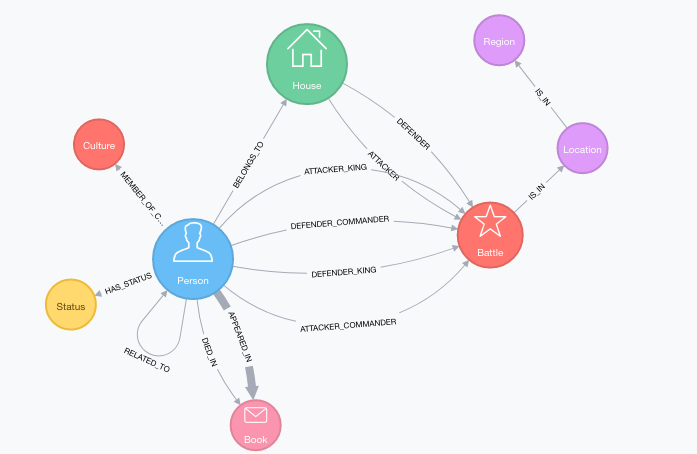 Region
House
IS_IN
DEFENDER
Culture
Location
BELONGS_TO
ATTACKER
ATTACKER_KING
MEMBER_OF_C...
IS_IN
DEFENDER_COMMANDER
Battle
Person
DEFENDER_KING
HAS_STATUS
Status
ATTACKER_COMMANDER
APPEARED_IN
DIED_IN
RELATED_TO
Book